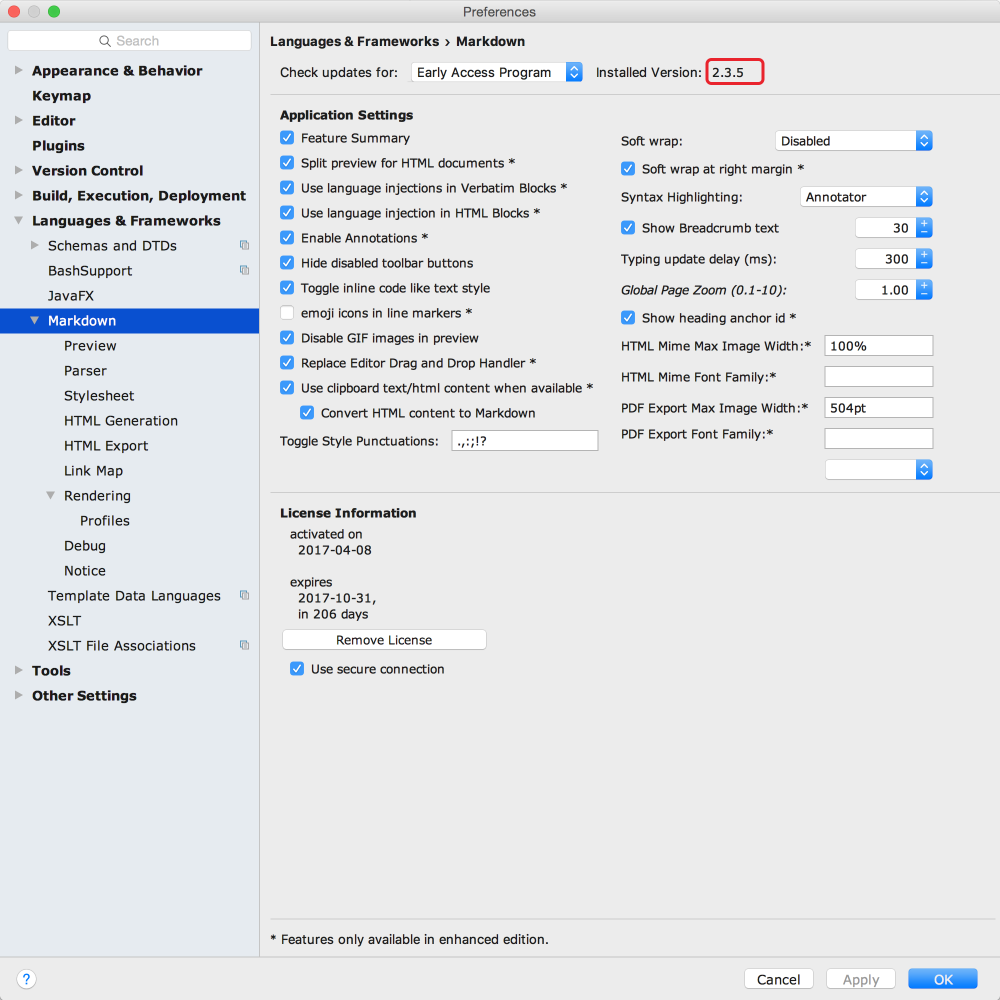 Preferences
Search
Appearance & Behavior
Keymap
Editor
Plugins
Version Control
Build, Execution, Deployment
Languages & Frameworks
Schemas and DTDs
BashSupport
JavaFX
Markdown
Preview
Parser
Stylesheet
HTML Generation
HTML Export
Link Map
Rendering
Profiles
Debug
Notice
Template Data Languages
XSLT
XSLT File Associations
Tools
Other Settings
Languages & Frameworks › Markdown
Check updates for: Early Access Program Installed Version: 2.3.5
Application Settings
Feature Summary
Split preview for HTML documents *
Use language injections in Verbatim Blocks *
Use language injection in HTML Blocks *
Enable Annotations *
Hide disabled toolbar buttons
Toggle inline code like text style
emoji icons in line markers *
Disable GIF images in preview
Replace Editor Drag and Drop Handler *
Use clipboard text/html content when available *
Convert HTML content to Markdown
Toggle Style Punctuations: .,:;!?
Soft wrap: Disabled
Soft wrap at right margin *
Syntax Highlighting: Annotator
Show Breadcrumb text 30
Typing update delay (ms): 300
Global Page Zoom (0.1-10): 1.00
Show heading anchor id *
HTML Mime Max Image Width:* 100%
HTML Mime Font Family:*
PDF Export Max Image Width:* 504pt
PDF Export Font Family:*
License Information
activated on
2017-04-08
expires
2017-10-31,
in 206 days
Remove License
Use secure connection
* Features only available in enhanced edition.
?
Cancel Apply OK